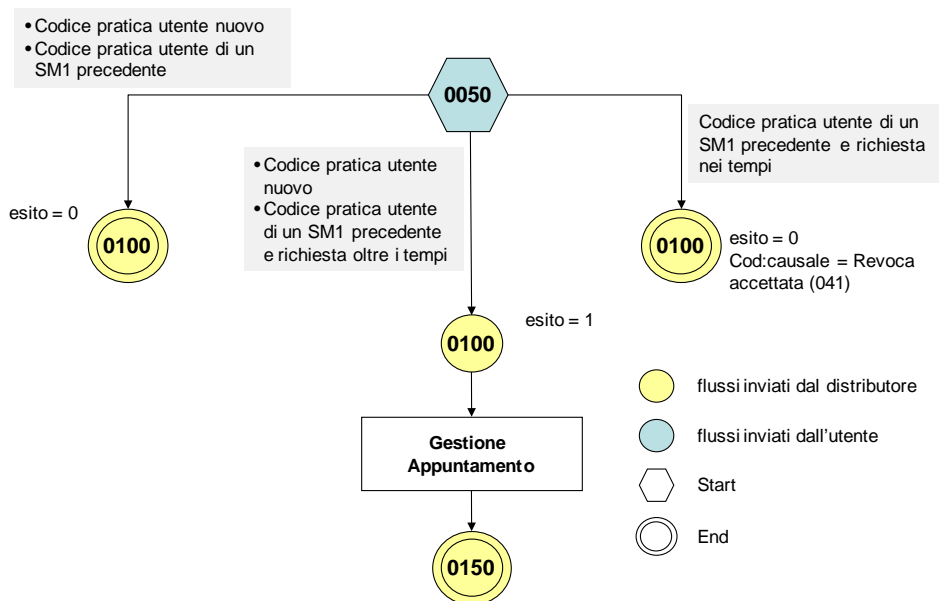 • Codice pratica utente nuovo
• Codice pratica utente di un
SM1 precedente
0050
Codice pratica utente di un
SM1 precedente e richiesta
nei tempi
• Codice pratica utente
nuovo
• Codice pratica utente
di un SM1 precedente
e richiesta oltre i tempi
esito = 0
0100
0100
esito = 0
Cod:causale = Revoca
accettata (041)
esito = 1
0100
flussi inviati dal distributore
Gestione
Appuntamento
flussi inviati dall'utente
Start
End
0150